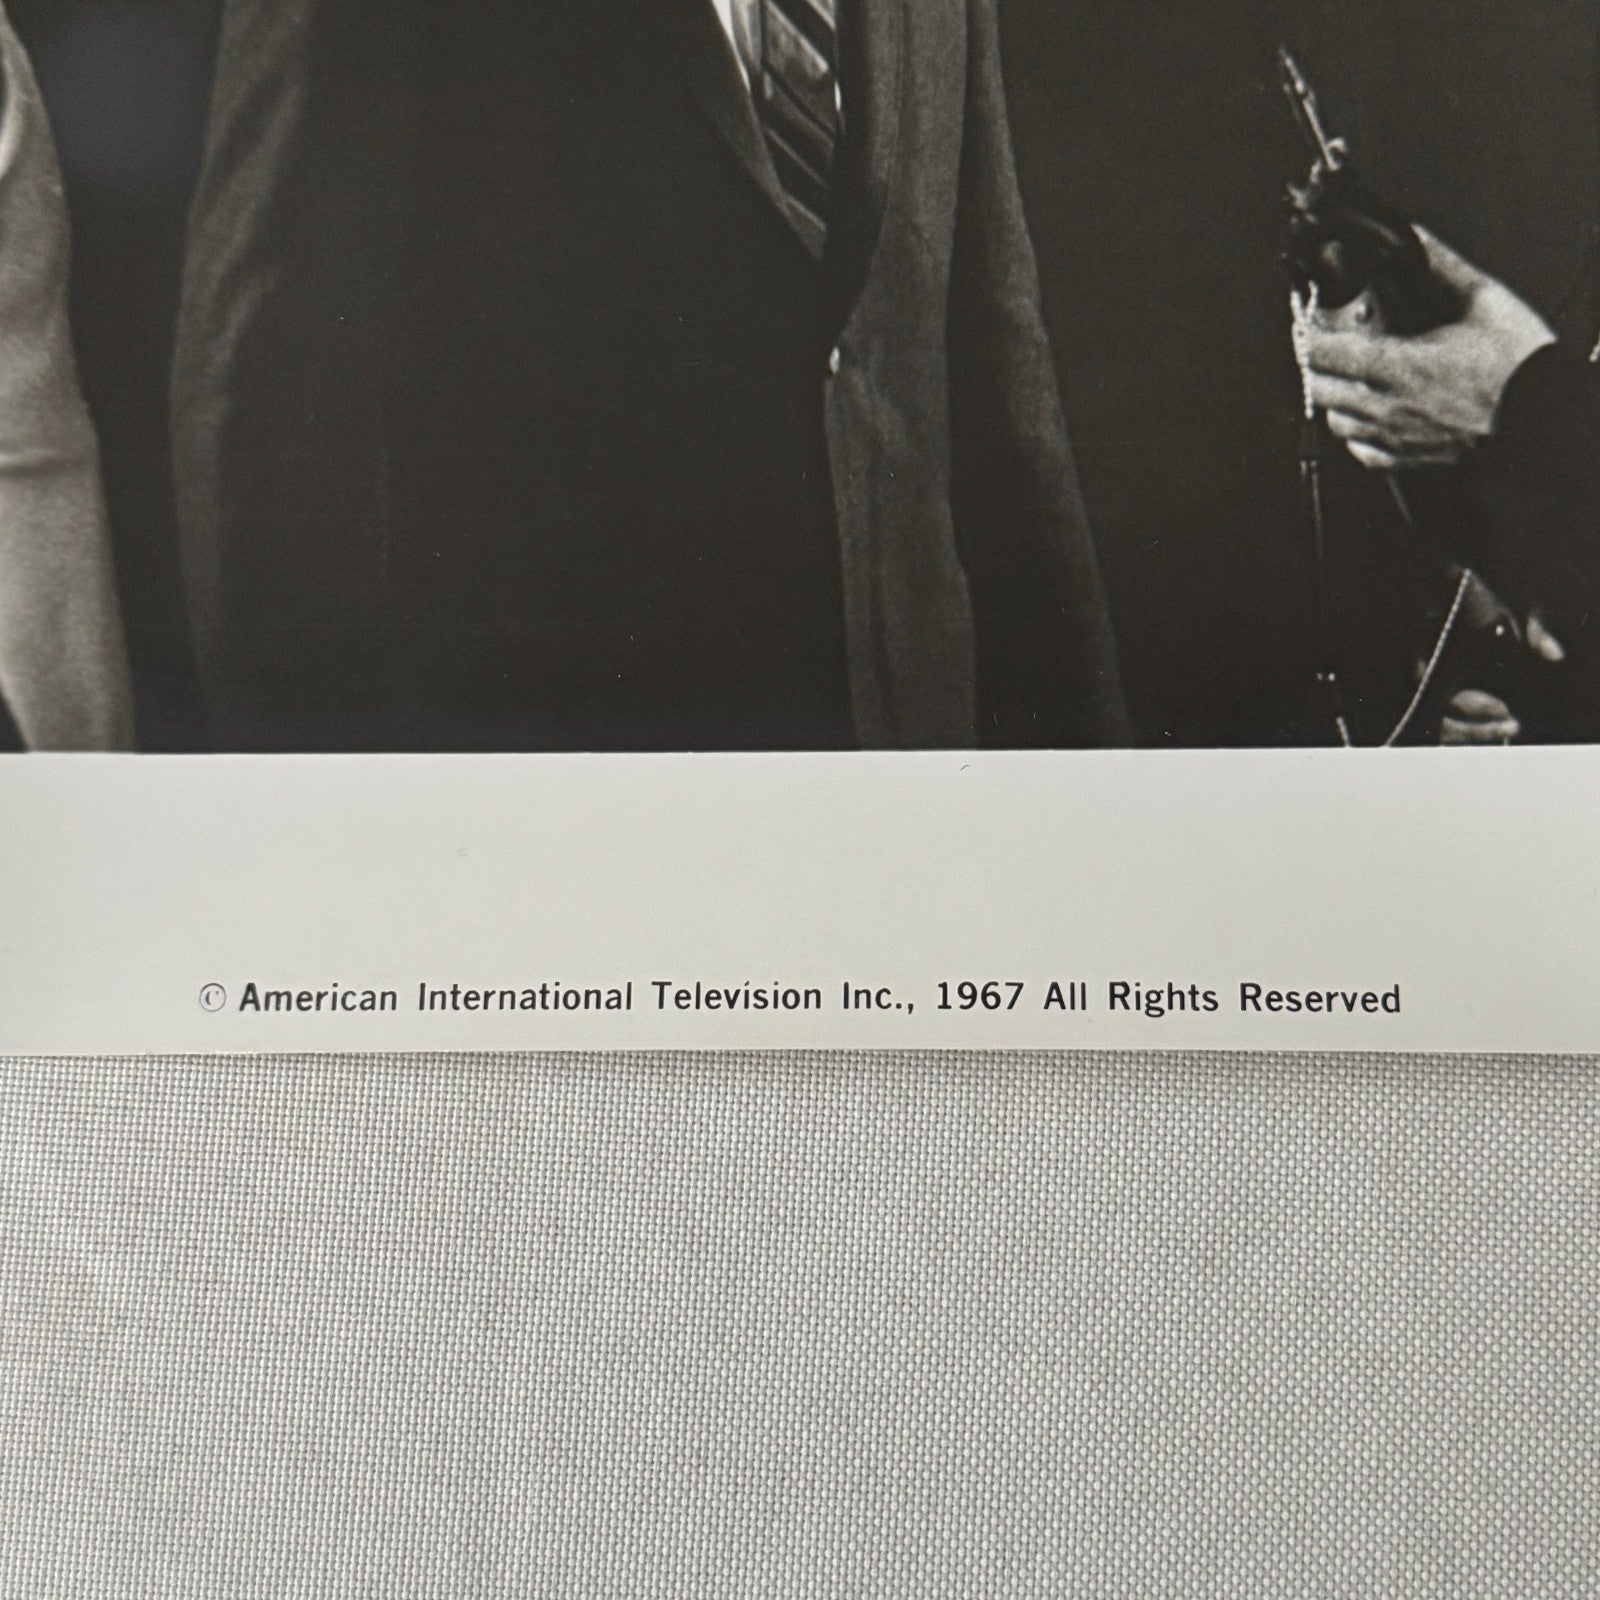 © American International Television Inc., 1967 All Rights Reserved